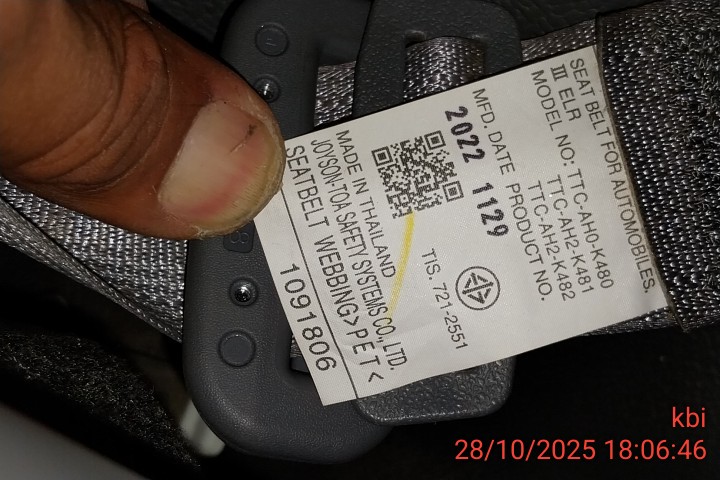 SEAT BELT FOR AUTOMOBILES.
III ELR
MODEL NO: TTC-AH0-K480
TTC-AH2-K481
TTC-AH2-K482
MFD. DATE PRODUCT NO.
2022 1129
TIS. 721-2551
MADE IN THAILAND
JOYSON-TOA SAFETY SYSTEMS CO.,LTD.
SEATBELT WEBBING>PET<
1091806
kbi
28/10/2025 18:06:46